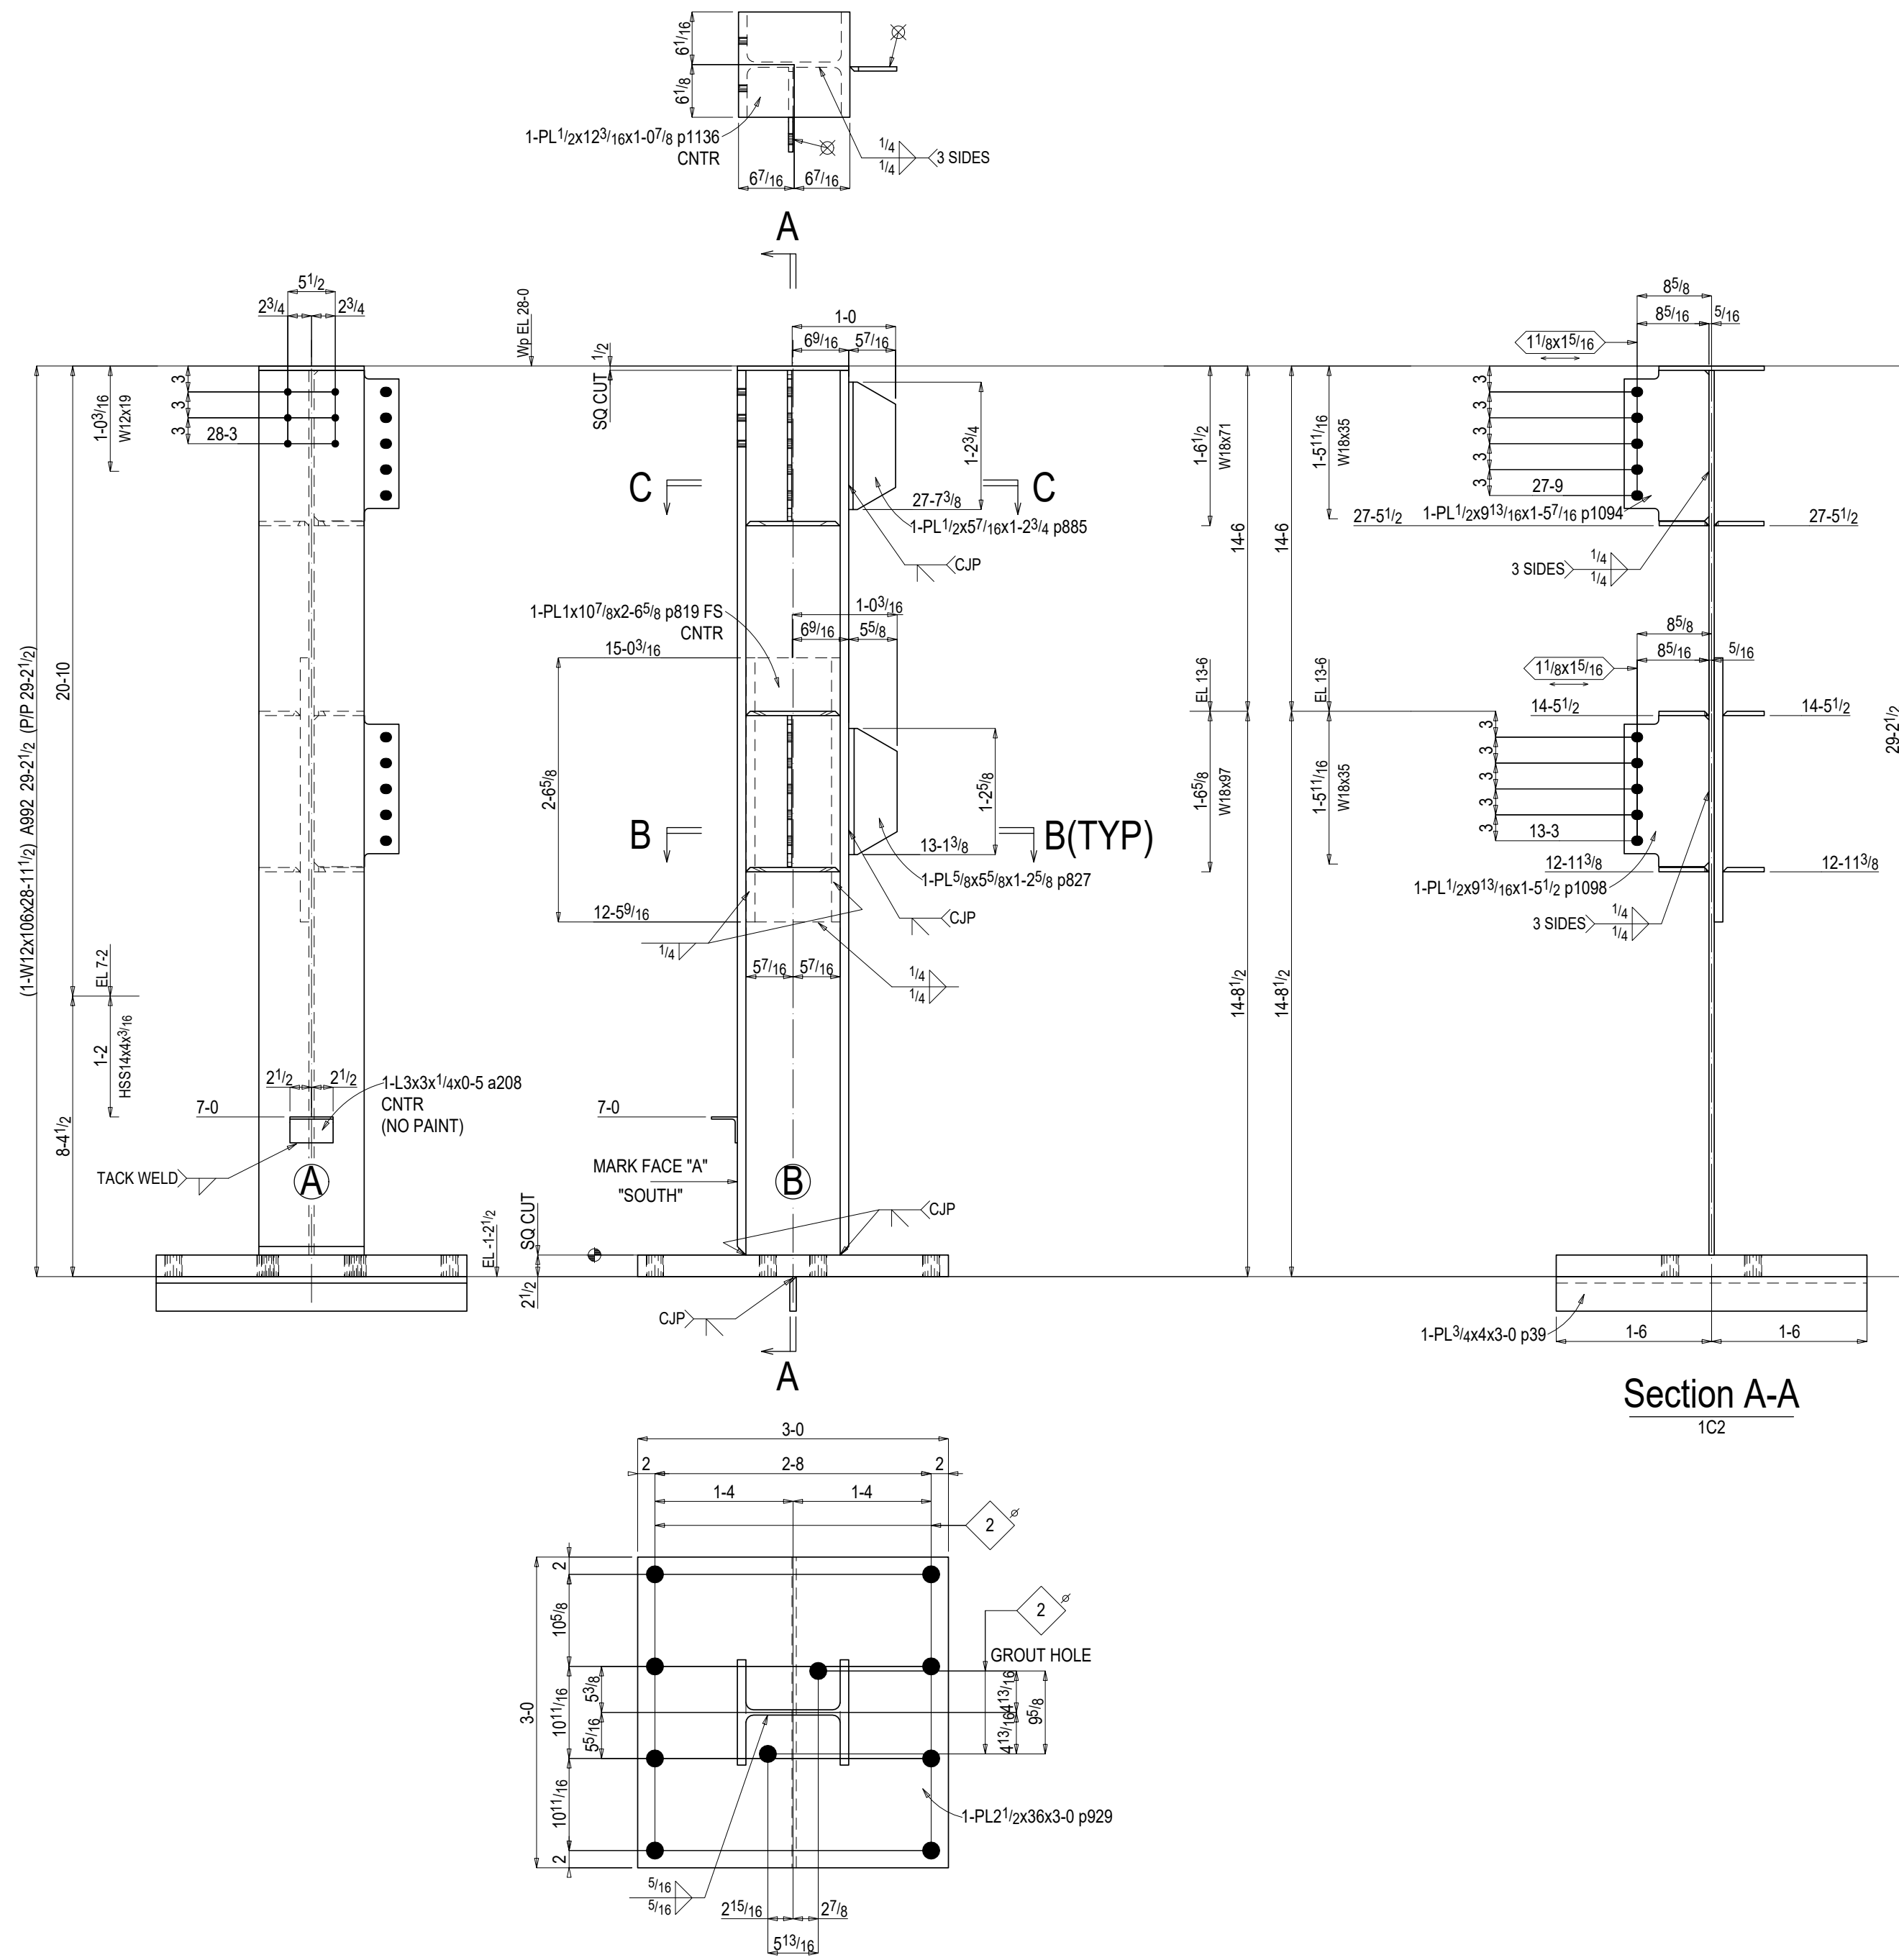 6 1/16
6 1/8
1-PL1/2x12 3/16x1-0 7/8 p1136
CNTR
1/4
1/4
3 SIDES
6 7/16
6 7/16
A
5 1/2
2 3/4
2 3/4
3
3
3
28-3
1-0 3/16
W12x19
(1-W12x106x28-11 1/2) A992 29-2 1/2 (P/P 29-2 1/2)
20-10
8-4 1/2
EL 7-2
1-2
HSS14x4x3/16
2 1/2
2 1/2
1-L3x3x1/4x0-5 a208
CNTR
(NO PAINT)
7-0
TACK WELD
A
EL -1-2 1/2
Wp EL 28-0
1/2
SQ CUT
1-0
6 9/16
5 7/16
1-2 3/4
C
C
27-7 3/8
1-PL1/2x5 7/16x1-2 3/4 p885
CJP
1-PL1x10 7/8x2-6 5/8 p819 FS
CNTR
1-0 3/16
6 9/16
5 5/8
15-0 3/16
2-6 5/8
1-2 5/8
B
B(TYP)
13-1 3/8
1-PL5/8x5 5/8x1-2 5/8 p827
12-5 9/16
CJP
1/4
5 7/16
5 7/16
1/4
1/4
7-0
MARK FACE "A"
"SOUTH"
B
CJP
SQ CUT
2 1/2
CJP
A
EL 13-6
EL 13-6
1-6 1/2
W18x71
1-5 11/16
W18x35
14-6
14-6
1-6 5/8
W18x97
1-5 11/16
W18x35
14-8 1/2
14-8 1/2
8 5/8
8 5/16
5/16
1 1/8x15/16
3
3
3
3
3
27-9
1-PL1/2x9 13/16x1-5 7/16 p1094
27-5 1/2
27-5 1/2
3 SIDES
1/4
1/4
8 5/8
8 5/16
5/16
1 1/8x15/16
14-5 1/2
14-5 1/2
3
3
3
3
3
13-3
12-11 3/8
12-11 3/8
1-PL1/2x9 13/16x1-5 1/2 p1098
3 SIDES
1/4
1/4
29-2 1/2
1-PL3/4x4x3-0 p39
1-6
1-6
Section A-A
1C2
3-0
2
2-8
2
1-4
1-4
2
ø
2
ø
GROUT HOLE
3-0
2
10 5/8
10 11/16
10 11/16
2
5 3/8
5 5/16
4 13/16
4 13/16
9 5/8
1-PL2 1/2x36x3-0 p929
5/16
5/16
2 15/16
2 7/8
5 13/16